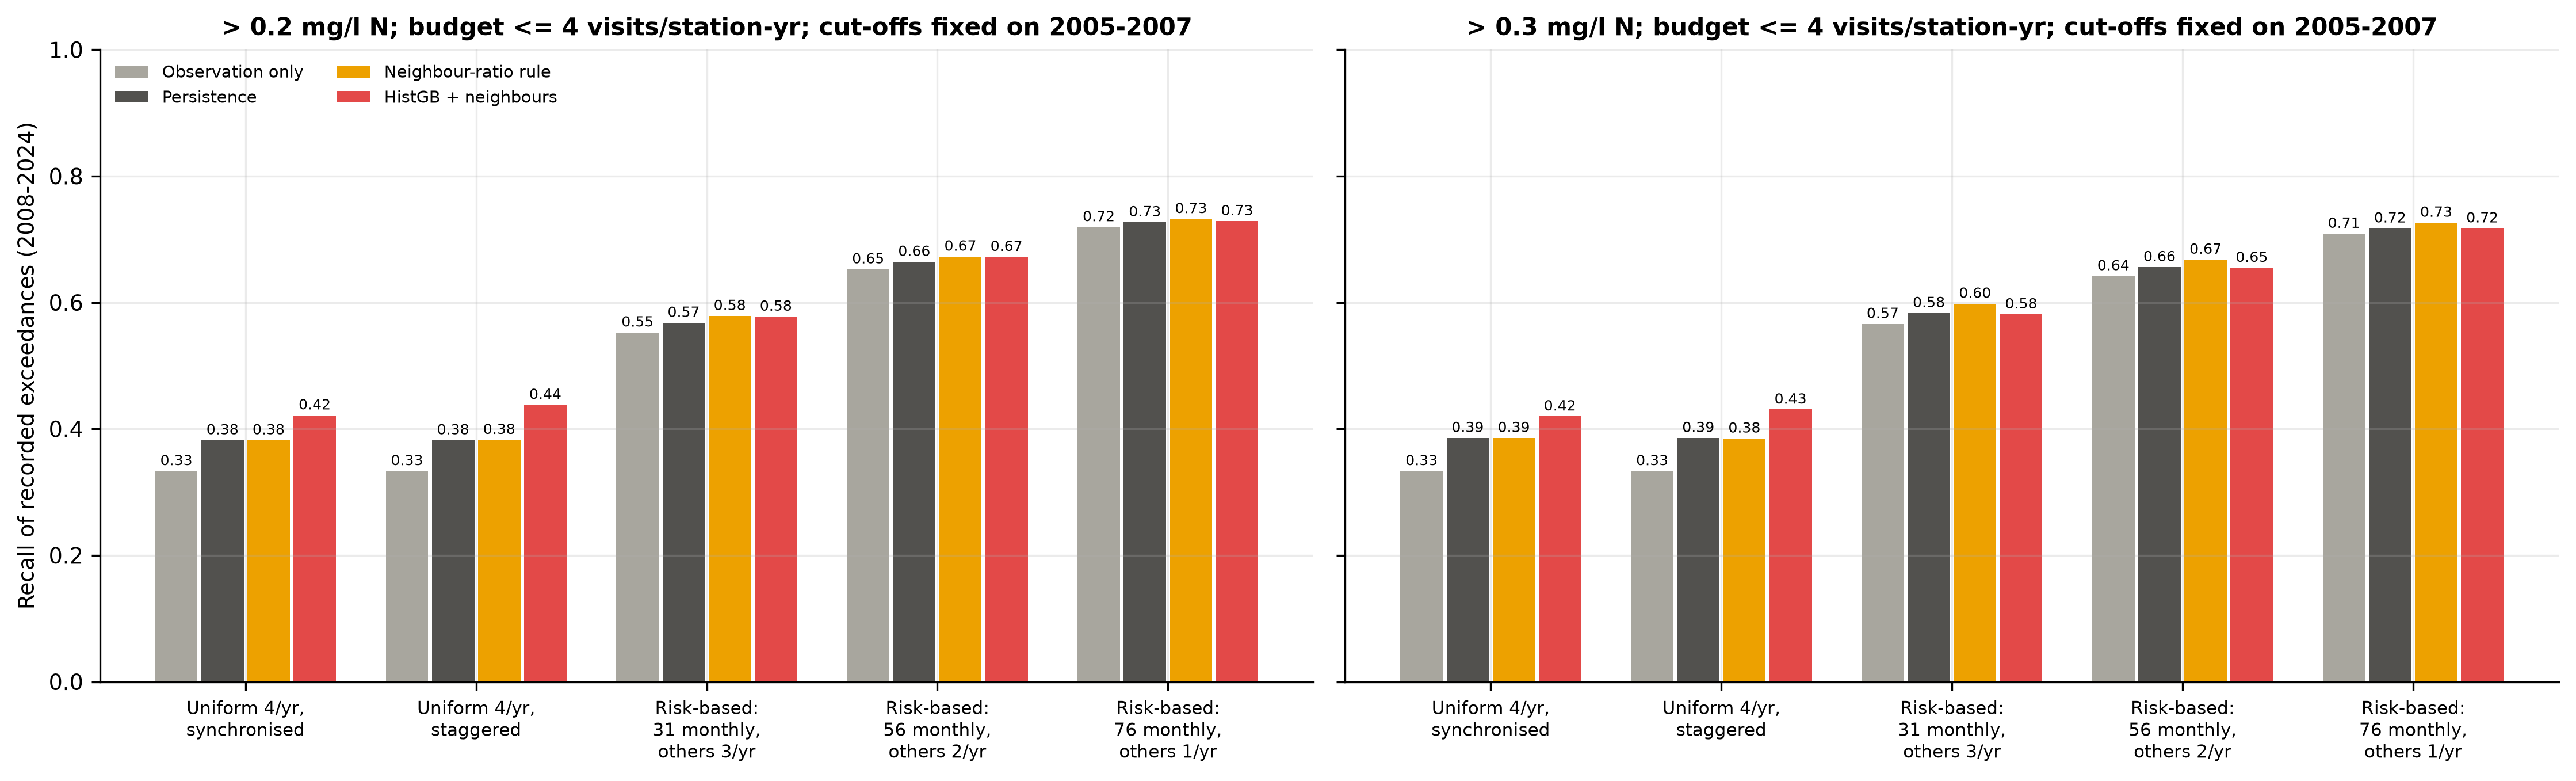 > 0.2 mg/l N; budget <= 4 visits/station-yr; cut-offs fixed on 2005-2007
Observation only
Persistence
Neighbour-ratio rule
HistGB + neighbours
Recall of recorded exceedances (2008-2024)
1.0
0.8
0.6
0.4
0.2
0.0
0.33 0.38 0.38 0.42
0.33 0.38 0.38 0.44
0.55 0.57 0.58 0.58
0.65 0.66 0.67 0.67
0.72 0.73 0.73 0.73
Uniform 4/yr,
synchronised
Uniform 4/yr,
staggered
Risk-based:
31 monthly,
others 3/yr
Risk-based:
56 monthly,
others 2/yr
Risk-based:
76 monthly,
others 1/yr
> 0.3 mg/l N; budget <= 4 visits/station-yr; cut-offs fixed on 2005-2007
0.33 0.39 0.39 0.42
0.33 0.39 0.38 0.43
0.57 0.58 0.60 0.58
0.64 0.66 0.67 0.65
0.71 0.72 0.73 0.72
Uniform 4/yr,
synchronised
Uniform 4/yr,
staggered
Risk-based:
31 monthly,
others 3/yr
Risk-based:
56 monthly,
others 2/yr
Risk-based:
76 monthly,
others 1/yr